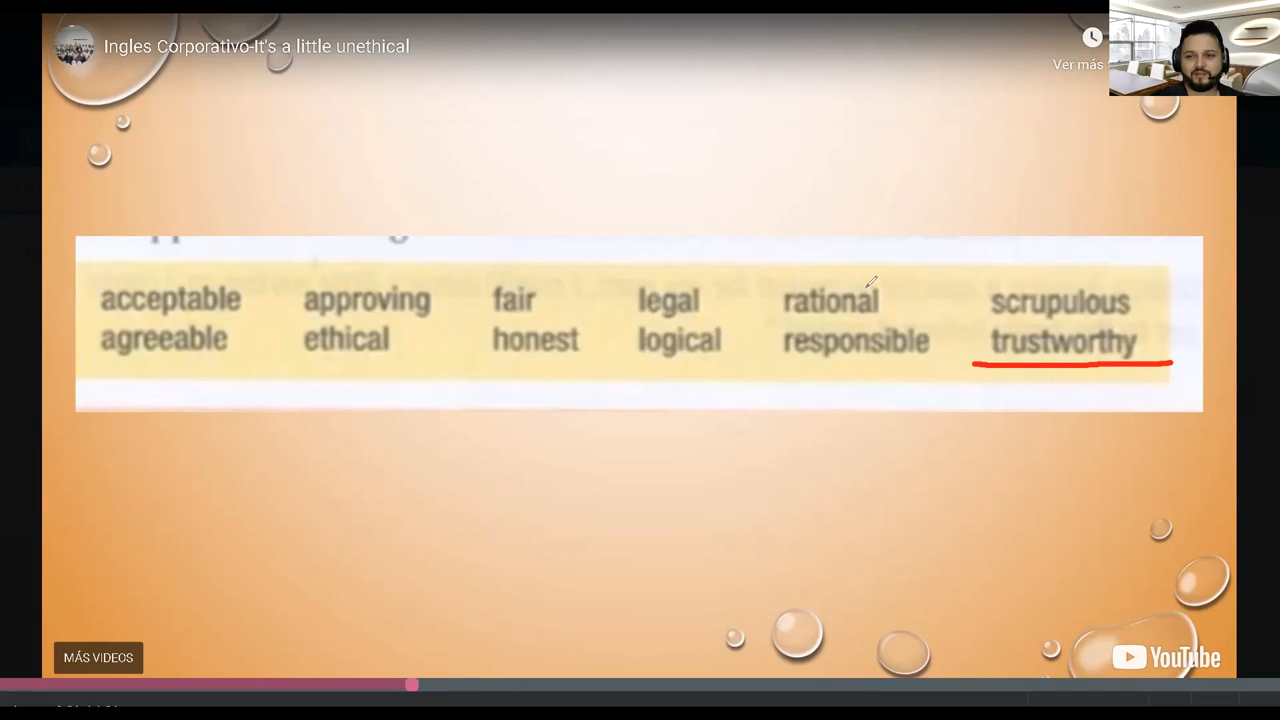 Ingles Corporativo-It's a little unethical
Ver más
acceptable approving fair legal rational scrupulous
agreeable ethical honest logical responsible trustworthy
MÁS VIDEOS
YouTube